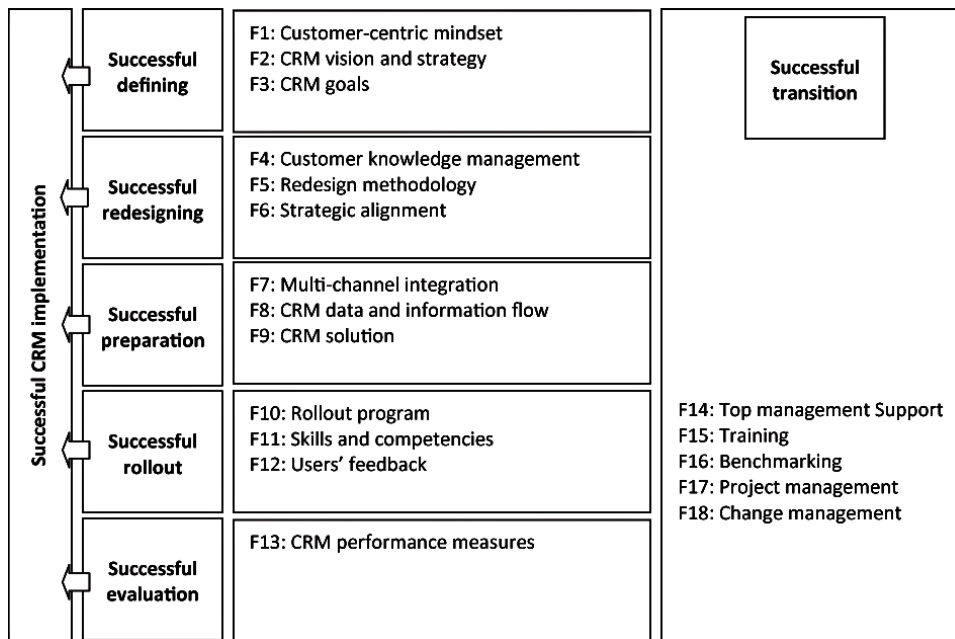 Successful CRM implementation
Successful
defining
F1: Customer-centric mindset
F2: CRM vision and strategy
F3: CRM goals
Successful
redesigning
F4: Customer knowledge management
F5: Redesign methodology
F6: Strategic alignment
Successful
preparation
F7: Multi-channel integration
F8: CRM data and information flow
F9: CRM solution
Successful
rollout
F10: Rollout program
F11: Skills and competencies
F12: Users’ feedback
Successful
evaluation
F13: CRM performance measures
Successful
transition
F14: Top management Support
F15: Training
F16: Benchmarking
F17: Project management
F18: Change management